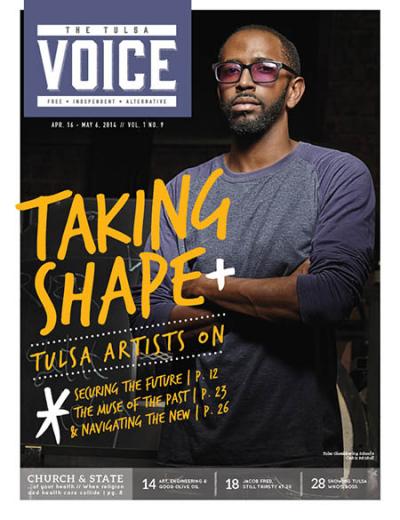 THE TULSA
VOICE
FREE • INDEPENDENT • ALTERNATIVE
APR. 16 - MAY 6, 2014 // VOL. 1 NO. 9
TAKING
SHAPE+
TULSA ARTISTS ON
* SECURING THE FUTURE | P. 12
THE MUSE OF THE PAST | P. 23
& NAVIGATING THE NEW | P. 26
CHURCH & STATE
...of your health // When religion
and health care collide | pg. 8
14 ART, ENGINEERING &
GOOD OLIVE OIL
18 JACOB FRED,
STILL THIRSTY AT 20
28 SHOWING TULSA
WHO'S BOSS